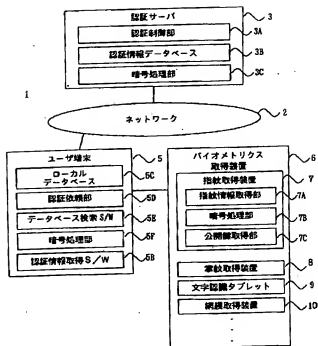 認証サーバ
3
認証制御部
3A
認証情報データベース
3B
暗号処理部
3C
1
ネットワーク
2
ユーザ端末
5
ローカル
データベース
5C
認証依頼部
5D
データベース検索S/W
5E
暗号処理部
5F
認証情報取得S/W
5B
バイオメトリクス
取得装置
6
指紋取得装置
7
指紋情報取得部
7A
暗号処理部
7B
公開鍵取得部
7C
掌紋取得装置
8
文字認識タブレット
9
網膜取得装置
10